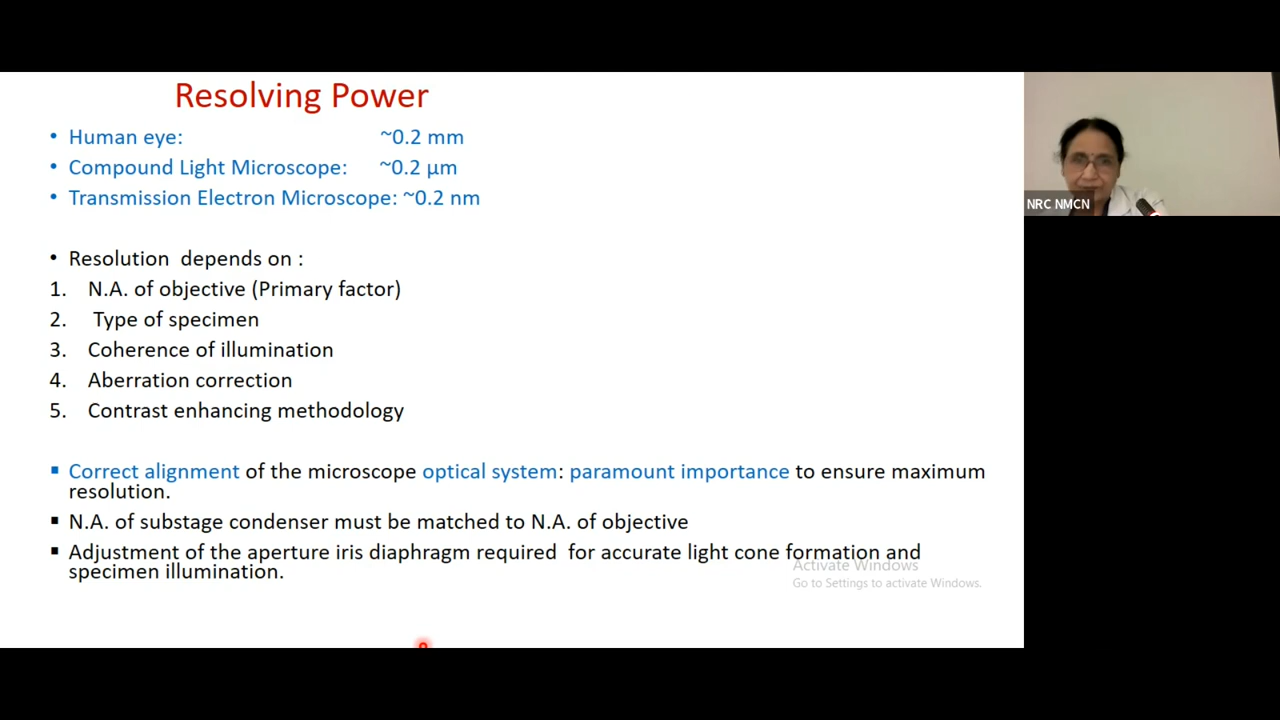 Resolving Power
• Human eye: ~0.2 mm
• Compound Light Microscope: ~0.2 µm
• Transmission Electron Microscope: ~0.2 nm
• Resolution depends on :
1. N.A. of objective (Primary factor)
2. Type of specimen
3. Coherence of illumination
4. Aberration correction
5. Contrast enhancing methodology
▪ Correct alignment of the microscope optical system: paramount importance to ensure maximum
resolution.
▪ N.A. of substage condenser must be matched to N.A. of objective
▪ Adjustment of the aperture iris diaphragm required for accurate light cone formation and
specimen illumination.
Activate Windows
Go to Settings to activate Windows.
NRC NMCN